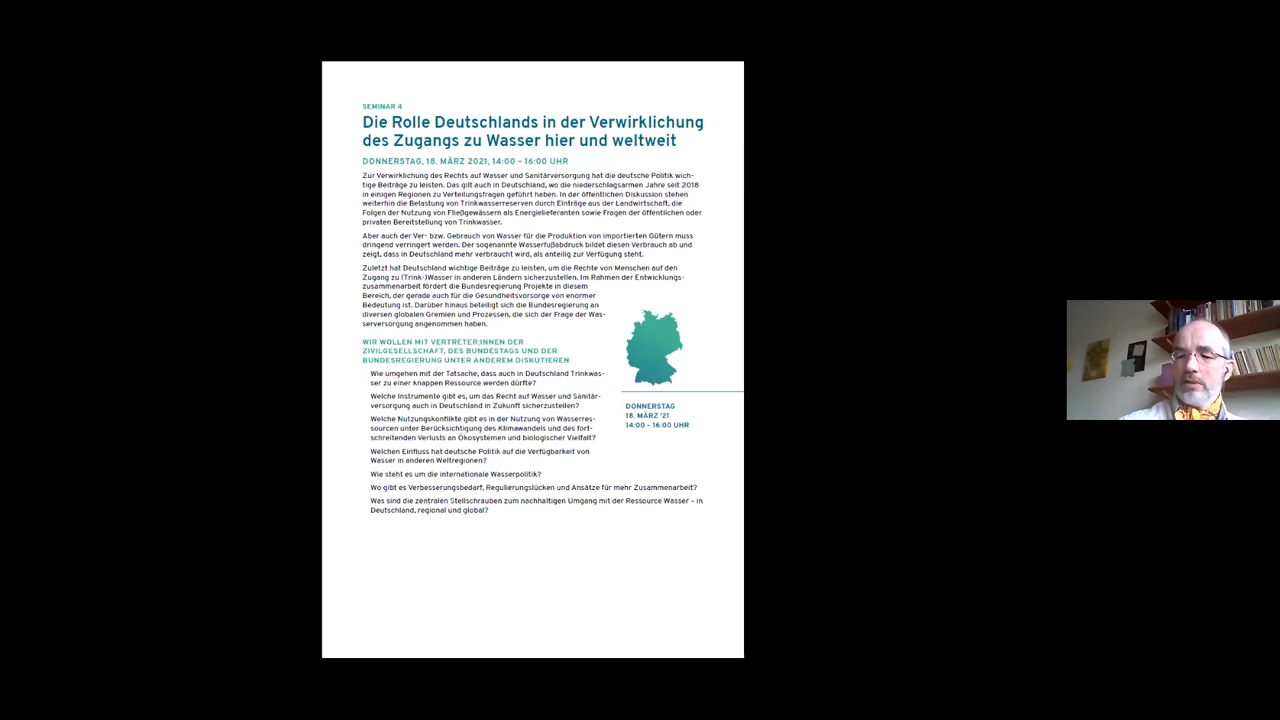 SEMINAR 4
Die Rolle Deutschlands in der Verwirklichung
des Zugangs zu Wasser hier und weltweit
DONNERSTAG, 18. MÄRZ 2021, 14:00 – 16:00 UHR
Zur Verwirklichung des Rechts auf Wasser und Sanitärversorgung hat die deutsche Politik wich-
tige Beiträge zu leisten. Das gilt auch in Deutschland, wo die niederschlagsarmen Jahre seit 2018
in einigen Regionen zu Verteilungsfragen geführt haben. In der öffentlichen Diskussion stehen
weiterhin die Belastung von Trinkwasserreserven durch Einträge aus der Landwirtschaft, die
Folgen der Nutzung von Fließgewässern als Energielieferanten sowie Fragen der öffentlichen oder
privaten Bereitstellung von Trinkwasser.
Aber auch der Ver- bzw. Gebrauch von Wasser für die Produktion von importierten Gütern muss
dringend verringert werden. Der sogenannte Wasserfußabdruck bildet diesen Verbrauch ab und
zeigt, dass in Deutschland mehr verbraucht wird, als anteilig zur Verfügung steht.
Zuletzt hat Deutschland wichtige Beiträge zu leisten, um die Rechte von Menschen auf den
Zugang zu (Trink-)Wasser in anderen Ländern sicherzustellen. Im Rahmen der Entwicklungs-
zusammenarbeit fördert die Bundesregierung Projekte in diesem
Bereich, der gerade auch für die Gesundheitsvorsorge von enormer
Bedeutung ist. Darüber hinaus beteiligt sich die Bundesregierung an
diversen globalen Gremien und Prozessen, die sich der Frage der Was-
serversorgung angenommen haben.
WIR WOLLEN MIT VERTRETER:INNEN DER
ZIVILGESELLSCHAFT, DES BUNDESTAGS UND DER
BUNDESREGIERUNG UNTER ANDEREM DISKUTIEREN
Wie umgehen mit der Tatsache, dass auch in Deutschland Trinkwas-
ser zu einer knappen Ressource werden dürfte?
Welche Instrumente gibt es, um das Recht auf Wasser und Sanitär-
versorgung auch in Deutschland in Zukunft sicherzustellen?
Welche Nutzungskonflikte gibt es in der Nutzung von Wasserres-
sourcen unter Berücksichtigung des Klimawandels und des fort-
schreitenden Verlusts an Ökosystemen und biologischer Vielfalt?
Welchen Einfluss hat deutsche Politik auf die Verfügbarkeit von
Wasser in anderen Weltregionen?
Wie steht es um die internationale Wasserpolitik?
Wo gibt es Verbesserungsbedarf, Regulierungslücken und Ansätze für mehr Zusammenarbeit?
Was sind die zentralen Stellschrauben zum nachhaltigen Umgang mit der Ressource Wasser – in
Deutschland, regional und global?
DONNERSTAG
18. MÄRZ '21
14:00 – 16:00 UHR